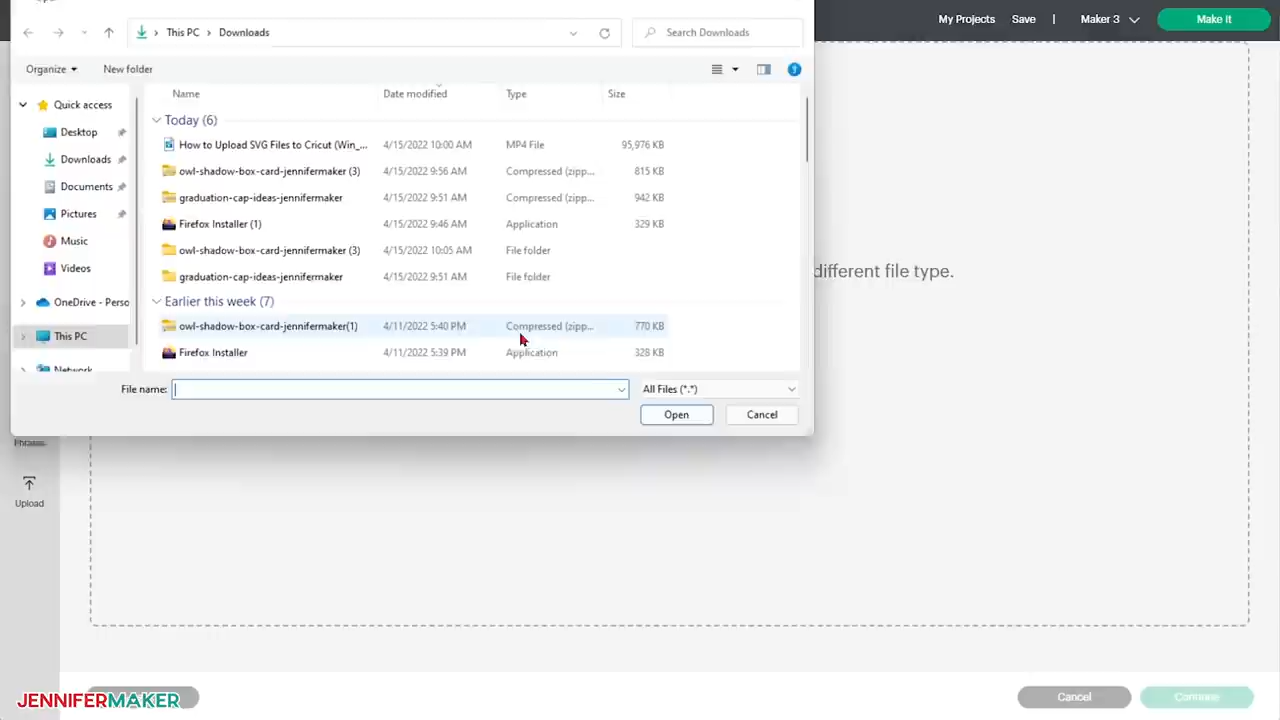 My Projects Save | Maker 3 Make It
This PC > Downloads
Search Downloads
Organize New folder
Name Date modified Type Size
Quick access
Desktop
Downloads
Documents
Pictures
Music
Videos
OneDrive - Perso
This PC
Network
Today (6)
How to Upload SVG Files to Cricut (Win_... 4/15/2022 10:00 AM MP4 File 95,976 KB
owl-shadow-box-card-jennifermaker (3) 4/15/2022 9:56 AM Compressed (zipp... 815 KB
graduation-cap-ideas-jennifermaker 4/15/2022 9:51 AM Compressed (zipp... 942 KB
Firefox Installer (1) 4/15/2022 9:46 AM Application 329 KB
owl-shadow-box-card-jennifermaker (3) 4/15/2022 10:05 AM File folder
graduation-cap-ideas-jennifermaker 4/15/2022 9:51 AM File folder
Earlier this week (7)
owl-shadow-box-card-jennifermaker(1) 4/11/2022 5:40 PM Compressed (zipp... 770 KB
Firefox Installer 4/11/2022 5:39 PM Application 328 KB
different file type.
File name: All Files (*.*)
Open Cancel
Phrases
Upload
JENNIFERMAKER
Cancel Continue